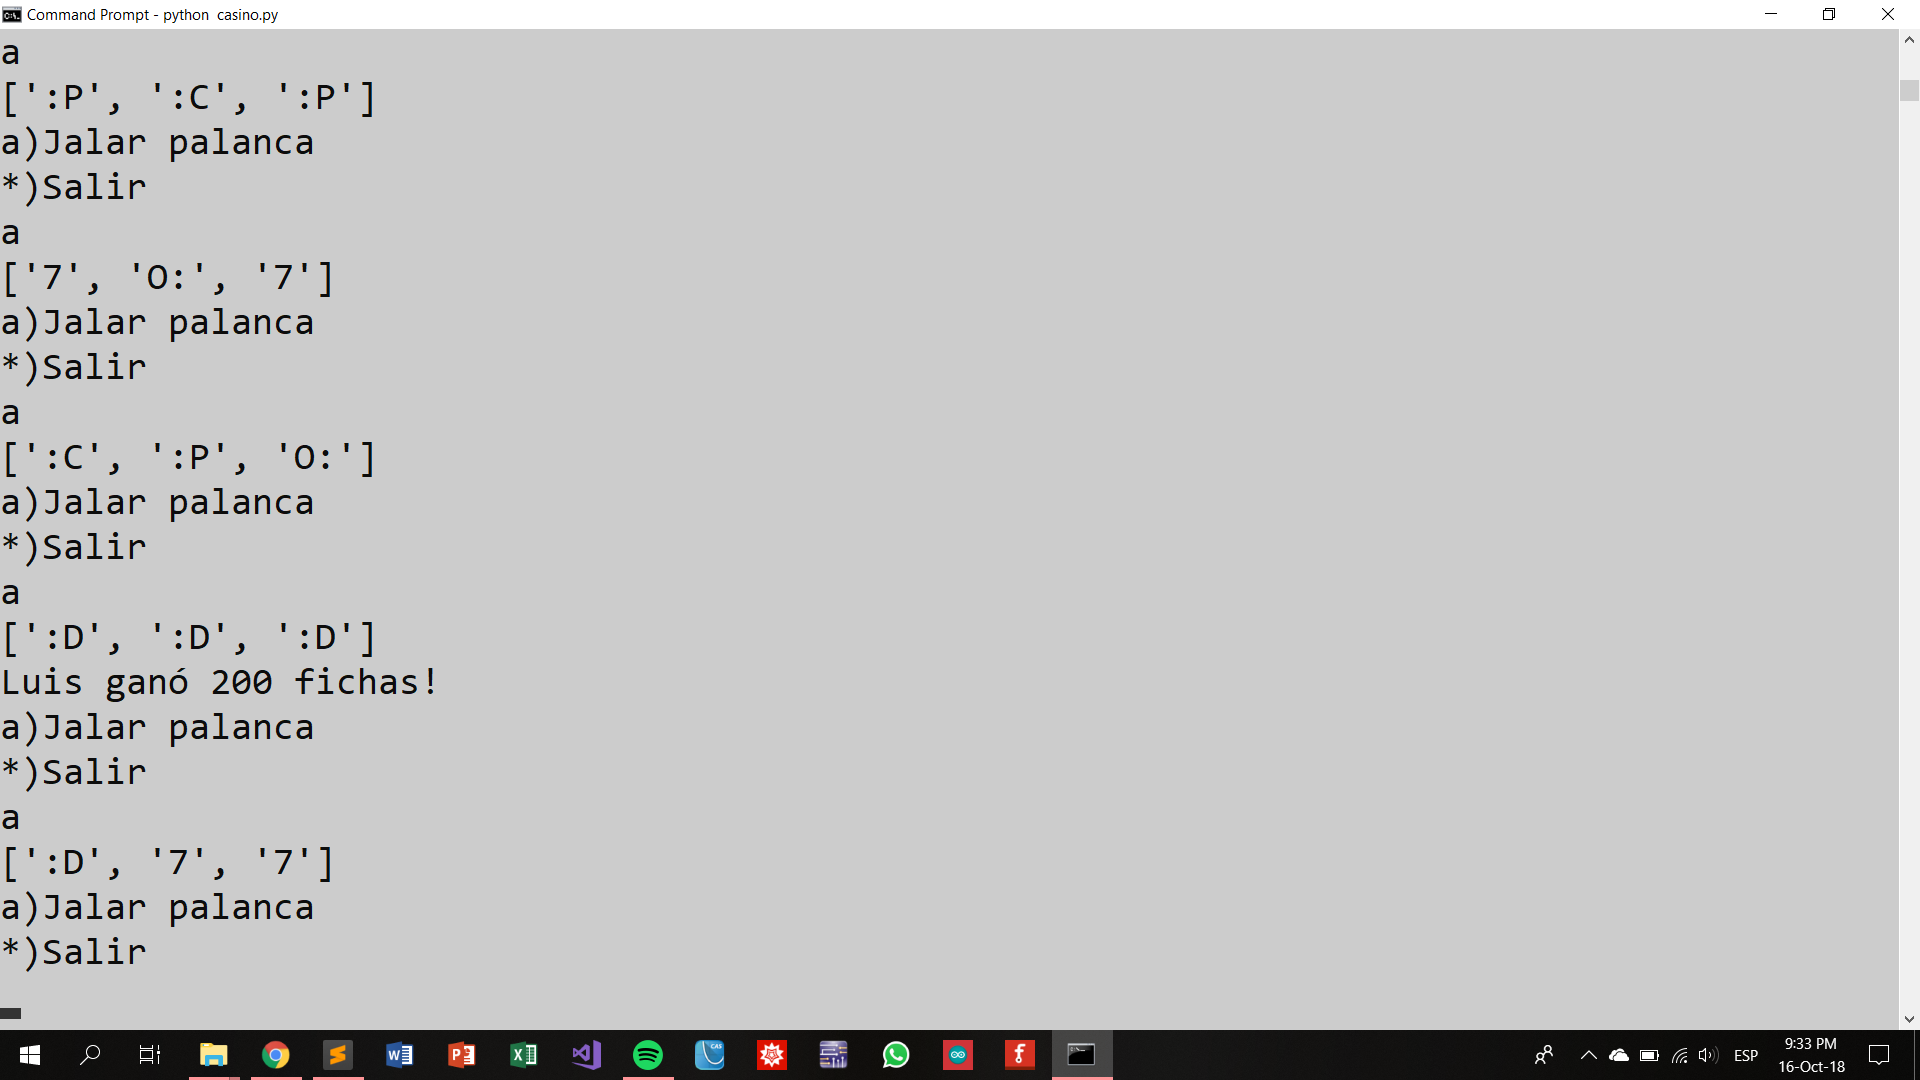 Command Prompt - python  casino.py
a
[':P', ':C', ':P']
a)Jalar palanca
*)Salir
a
['7', 'O:', '7']
a)Jalar palanca
*)Salir
a
[':C', ':P', 'O:']
a)Jalar palanca
*)Salir
a
[':D', ':D', ':D']
Luis ganó 200 fichas!
a)Jalar palanca
*)Salir
a
[':D', '7', '7']
a)Jalar palanca
*)Salir
ESP
9:33 PM
16-Oct-18